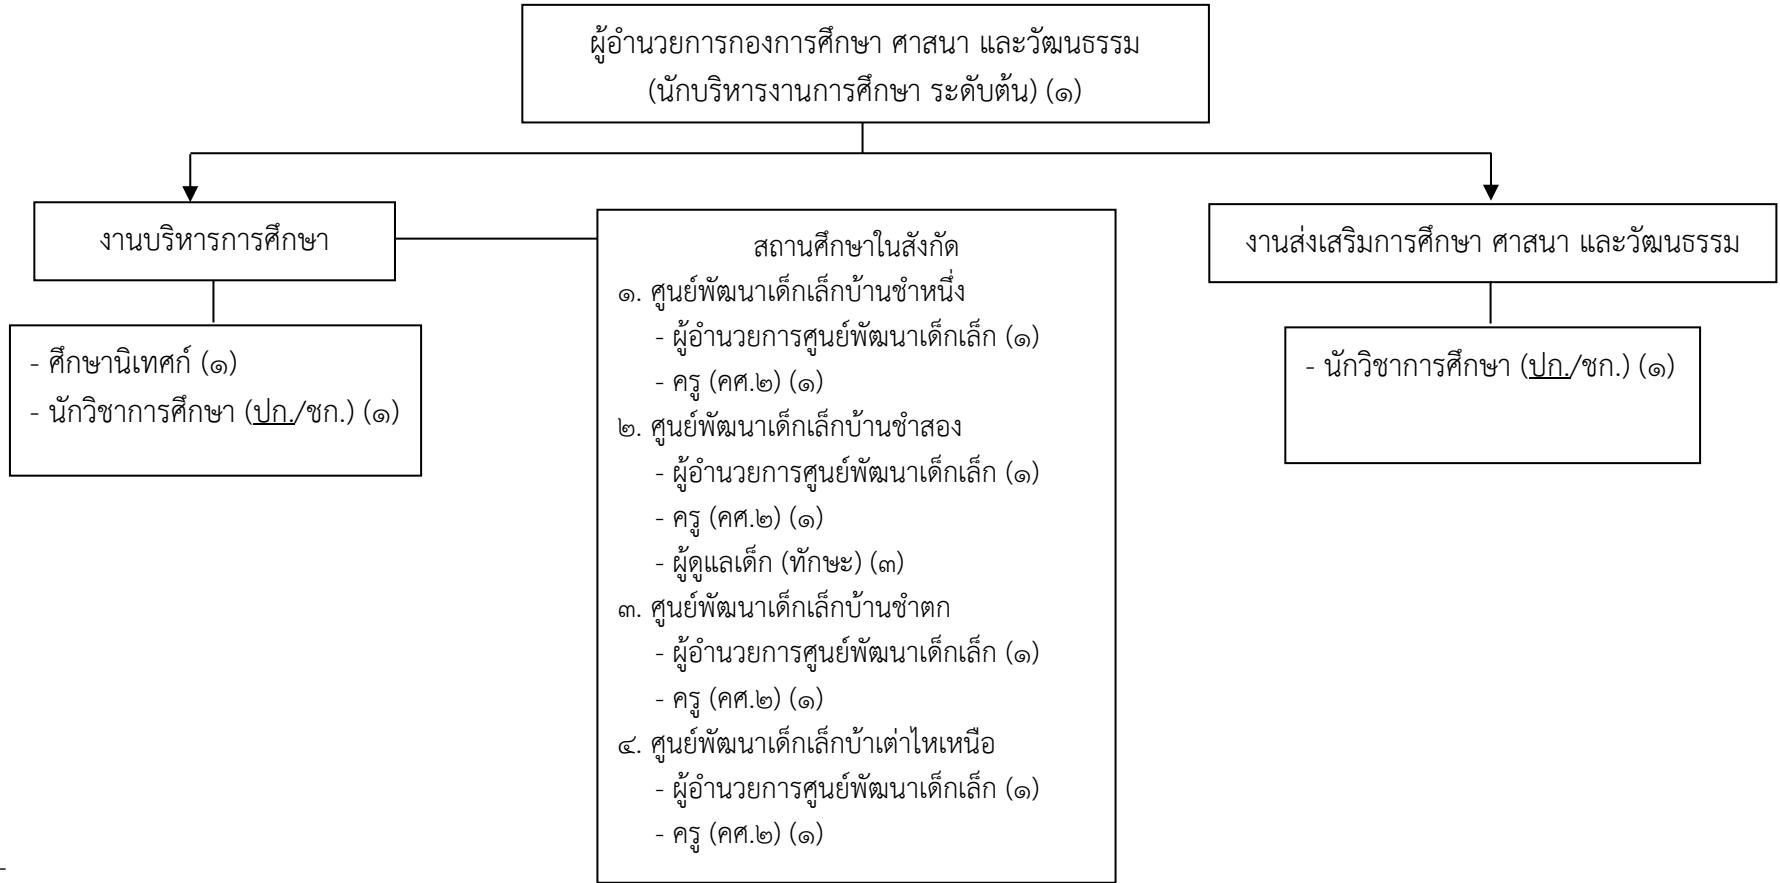 ผู้อำนวยการกองการศึกษา ศาสนา และวัฒนธรรม
(นักบริหารงานการศึกษา ระดับต้น) (๑)
งานบริหารการศึกษา
- ศึกษานิเทศก์ (๑)
- นักวิชาการศึกษา (ปก./ชก.) (๑)
สถานศึกษาในสังกัด
๑. ศูนย์พัฒนาเด็กเล็กบ้านชำหนึ่ง
- ผู้อำนวยการศูนย์พัฒนาเด็กเล็ก (๑)
- ครู (คศ.๒) (๑)
๒. ศูนย์พัฒนาเด็กเล็กบ้านชำสอง
- ผู้อำนวยการศูนย์พัฒนาเด็กเล็ก (๑)
- ครู (คศ.๒) (๑)
- ผู้ดูแลเด็ก (ทักษะ) (๓)
๓. ศูนย์พัฒนาเด็กเล็กบ้านชำตก
- ผู้อำนวยการศูนย์พัฒนาเด็กเล็ก (๑)
- ครู (คศ.๒) (๑)
๔. ศูนย์พัฒนาเด็กเล็กบ้าเต่าไหเหนือ
- ผู้อำนวยการศูนย์พัฒนาเด็กเล็ก (๑)
- ครู (คศ.๒) (๑)
งานส่งเสริมการศึกษา ศาสนา และวัฒนธรรม
- นักวิชาการศึกษา (ปก./ชก.) (๑)